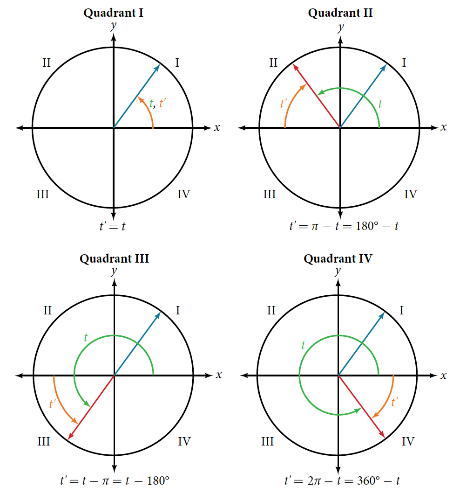 Quadrant I
Quadrant II
y
y
II
I
t, t′
x
III
IV
t′ = t
II
I
t′
t
x
III
IV
t′ = π − t = 180° − t
Quadrant III
Quadrant IV
y
y
II
I
t
x
t′
III
IV
t′ = t − π = t − 180°
II
I
t
x
t′
III
IV
t′ = 2π − t = 360° − t